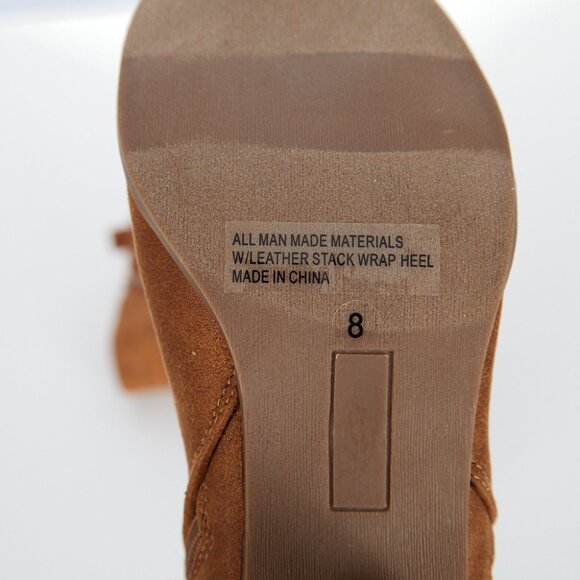 ALL MAN MADE MATERIALS
W/LEATHER STACK WRAP HEEL
MADE IN CHINA
8